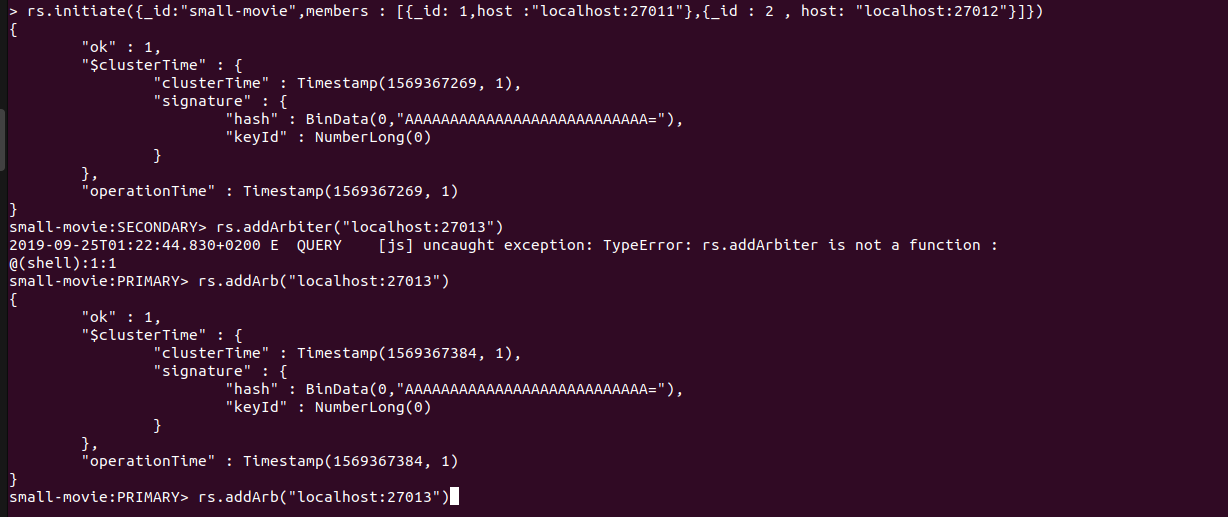 > rs.initiate({_id:"small-movie",members : [{_id: 1,host :"localhost:27011"},{_id : 2 , host: "localhost:27012"}]})
{
        "ok" : 1,
        "$clusterTime" : {
                "clusterTime" : Timestamp(1569367269, 1),
                "signature" : {
                        "hash" : BinData(0,"AAAAAAAAAAAAAAAAAAAAAAAAAAA="),
                        "keyId" : NumberLong(0)
                }
        },
        "operationTime" : Timestamp(1569367269, 1)
}
small-movie:SECONDARY> rs.addArbiter("localhost:27013")
2019-09-25T01:22:44.830+0200 E  QUERY    [js] uncaught exception: TypeError: rs.addArbiter is not a function :
@(shell):1:1
small-movie:PRIMARY> rs.addArb("localhost:27013")
{
        "ok" : 1,
        "$clusterTime" : {
                "clusterTime" : Timestamp(1569367384, 1),
                "signature" : {
                        "hash" : BinData(0,"AAAAAAAAAAAAAAAAAAAAAAAAAAA="),
                        "keyId" : NumberLong(0)
                }
        },
        "operationTime" : Timestamp(1569367384, 1)
}
small-movie:PRIMARY> rs.addArb("localhost:27013")